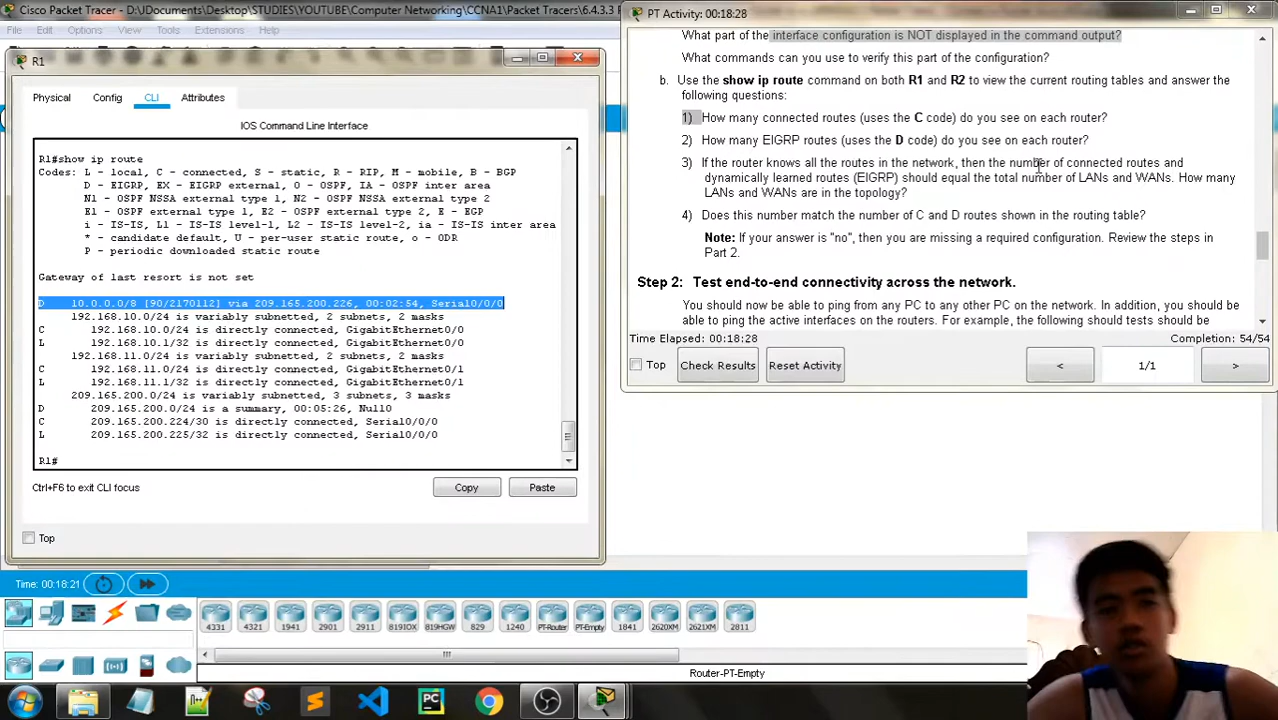 Cisco Packet Tracer - D:\JDocuments\Desktop\STUDIES\YOUTUBE\Computer Networking\CCNA1\Packet Tracers\6.4.3.3 P
File Edit Options View Tools Extensions Help
R1
Physical Config CLI Attributes
IOS Command Line Interface
R1#show ip route
Codes: L - local, C - connected, S - static, R - RIP, M - mobile, B - BGP
D - EIGRP, EX - EIGRP external, O - OSPF, IA - OSPF inter area
N1 - OSPF NSSA external type 1, N2 - OSPF NSSA external type 2
E1 - OSPF external type 1, E2 - OSPF external type 2, E - EGP
i - IS-IS, L1 - IS-IS level-1, L2 - IS-IS level-2, ia - IS-IS inter area
* - candidate default, U - per-user static route, o - ODR
P - periodic downloaded static route
Gateway of last resort is not set
D 10.0.0.0/8 [90/2170112] via 209.165.200.226, 00:02:54, Serial0/0/0
192.168.10.0/24 is variably subnetted, 2 subnets, 2 masks
C 192.168.10.0/24 is directly connected, GigabitEthernet0/0
L 192.168.10.1/32 is directly connected, GigabitEthernet0/0
192.168.11.0/24 is variably subnetted, 2 subnets, 2 masks
C 192.168.11.0/24 is directly connected, GigabitEthernet0/1
L 192.168.11.1/32 is directly connected, GigabitEthernet0/1
209.165.200.0/24 is variably subnetted, 3 subnets, 3 masks
D 209.165.200.0/24 is a summary, 00:05:26, Null0
C 209.165.200.224/30 is directly connected, Serial0/0/0
L 209.165.200.225/32 is directly connected, Serial0/0/0
R1#
Ctrl+F6 to exit CLI focus
Copy Paste
Top
PT Activity: 00:18:28
What part of the interface configuration is NOT displayed in the command output?
What commands can you use to verify this part of the configuration?
b. Use the show ip route command on both R1 and R2 to view the current routing tables and answer the
following questions:
1) How many connected routes (uses the C code) do you see on each router?
2) How many EIGRP routes (uses the D code) do you see on each router?
3) If the router knows all the routes in the network, then the number of connected routes and
dynamically learned routes (EIGRP) should equal the total number of LANs and WANs. How many
LANs and WANs are in the topology?
4) Does this number match the number of C and D routes shown in the routing table?
Note: If your answer is "no", then you are missing a required configuration. Review the steps in
Part 2.
Step 2: Test end-to-end connectivity across the network.
You should now be able to ping from any PC to any other PC on the network. In addition, you should be
able to ping the active interfaces on the routers. For example, the following should tests should be
Time Elapsed: 00:18:28 Completion: 54/54
Top Check Results Reset Activity < 1/1 >
Time: 00:18:21
4331 4321 1941 2901 2911 819IOX 819HGW 829 1240 PT-Router PT-Empty 1841 2620XM 2621XM 2811
Router-PT-Empty
PC